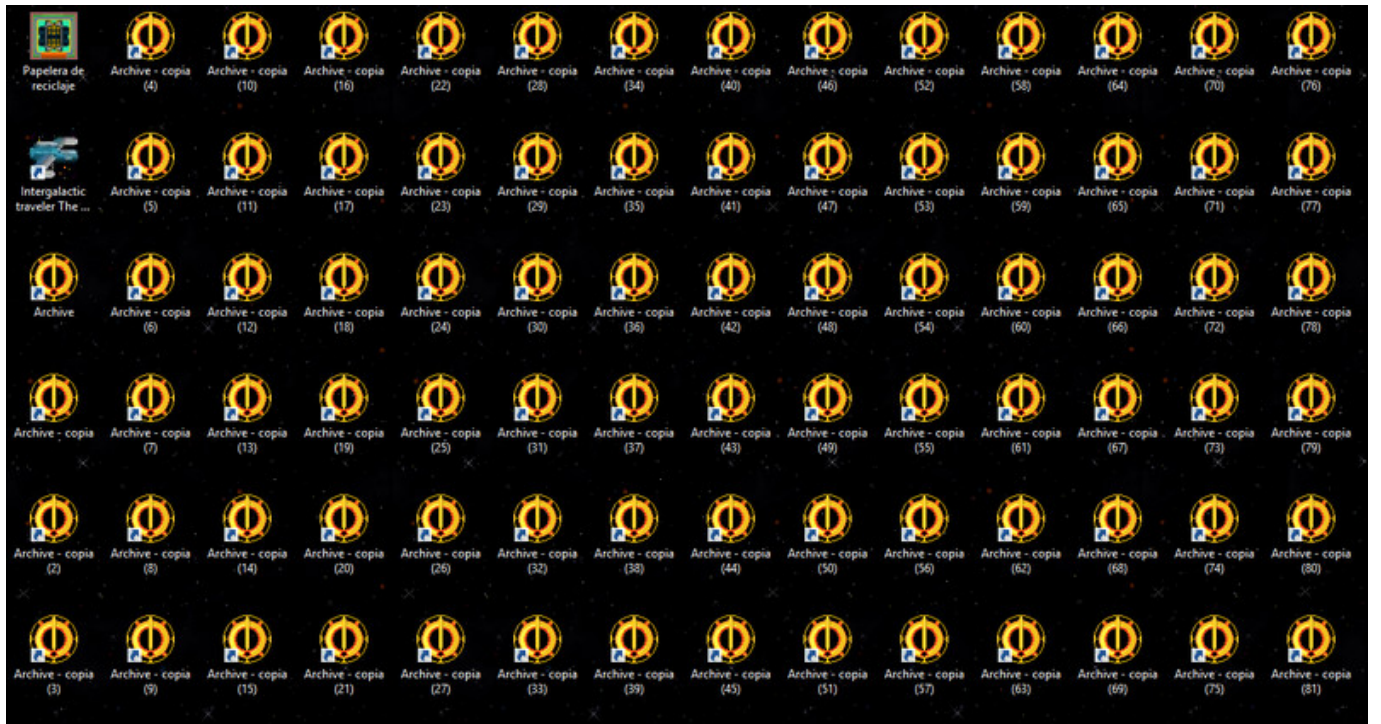 Papelera de
reciclaje
Archive - copia
(4)
Archive - copia
(10)
Archive - copia
(16)
Archive - copia
(22)
Archive - copia
(28)
Archive - copia
(34)
Archive - copia
(40)
Archive - copia
(46)
Archive - copia
(52)
Archive - copia
(58)
Archive - copia
(64)
Archive - copia
(70)
Archive - copia
(76)
Intergalactic
traveler The ...
Archive - copia
(5)
Archive - copia
(11)
Archive - copia
(17)
Archive - copia
(23)
Archive - copia
(29)
Archive - copia
(35)
Archive - copia
(41)
Archive - copia
(47)
Archive - copia
(53)
Archive - copia
(59)
Archive - copia
(65)
Archive - copia
(71)
Archive - copia
(77)
Archive
Archive - copia
(6)
Archive - copia
(12)
Archive - copia
(18)
Archive - copia
(24)
Archive - copia
(30)
Archive - copia
(36)
Archive - copia
(42)
Archive - copia
(48)
Archive - copia
(54)
Archive - copia
(60)
Archive - copia
(66)
Archive - copia
(72)
Archive - copia
(78)
Archive - copia
Archive - copia
(7)
Archive - copia
(13)
Archive - copia
(19)
Archive - copia
(25)
Archive - copia
(31)
Archive - copia
(37)
Archive - copia
(43)
Archive - copia
(49)
Archive - copia
(55)
Archive - copia
(61)
Archive - copia
(67)
Archive - copia
(73)
Archive - copia
(79)
Archive - copia
(2)
Archive - copia
(8)
Archive - copia
(14)
Archive - copia
(20)
Archive - copia
(26)
Archive - copia
(32)
Archive - copia
(38)
Archive - copia
(44)
Archive - copia
(50)
Archive - copia
(56)
Archive - copia
(62)
Archive - copia
(68)
Archive - copia
(74)
Archive - copia
(80)
Archive - copia
(3)
Archive - copia
(9)
Archive - copia
(15)
Archive - copia
(21)
Archive - copia
(27)
Archive - copia
(33)
Archive - copia
(39)
Archive - copia
(45)
Archive - copia
(51)
Archive - copia
(57)
Archive - copia
(63)
Archive - copia
(69)
Archive - copia
(75)
Archive - copia
(81)